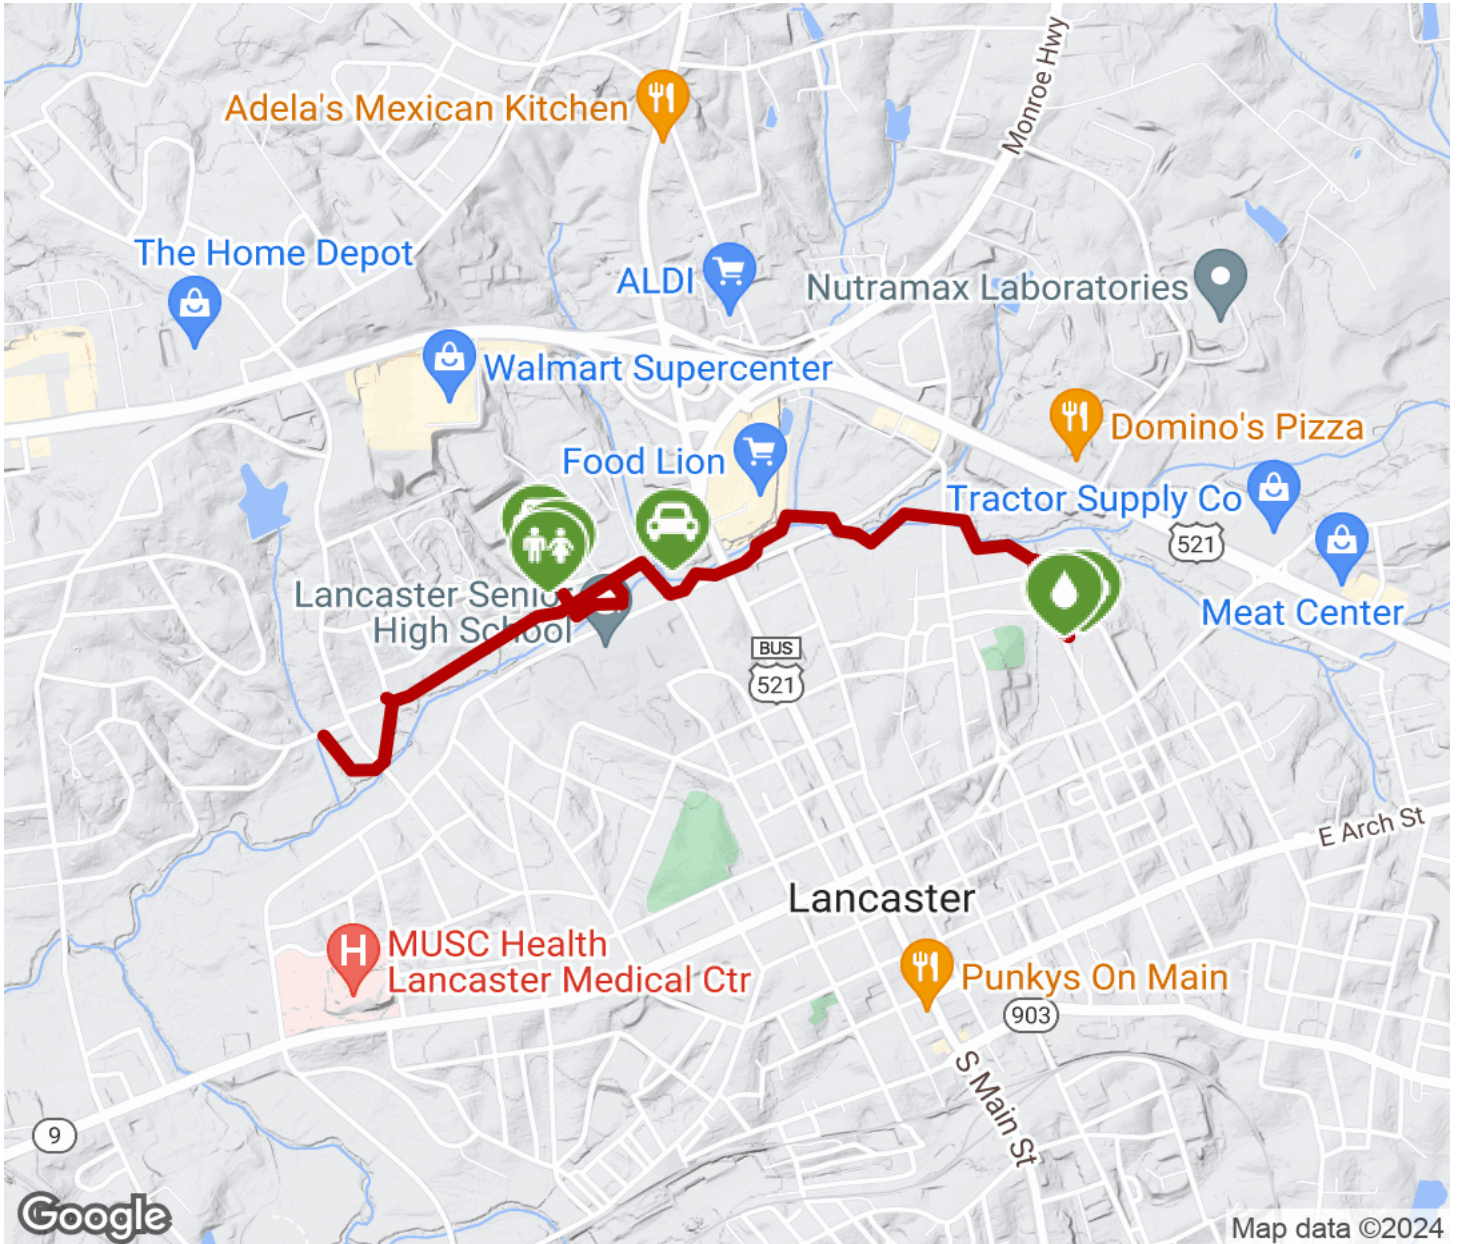 Monroe Hwy
Adela's Mexican Kitchen
The Home Depot
ALDI
Nutramax Laboratories
Walmart Supercenter
Domino's Pizza
Food Lion
Tractor Supply Co
521
Lancaster Senior
High School
Meat Center
BUS
521
E Arch St
Lancaster
H
MUSC Health
Lancaster Medical Ctr
Punkys On Main
903
S Main St
9
Google
Map data ©2024